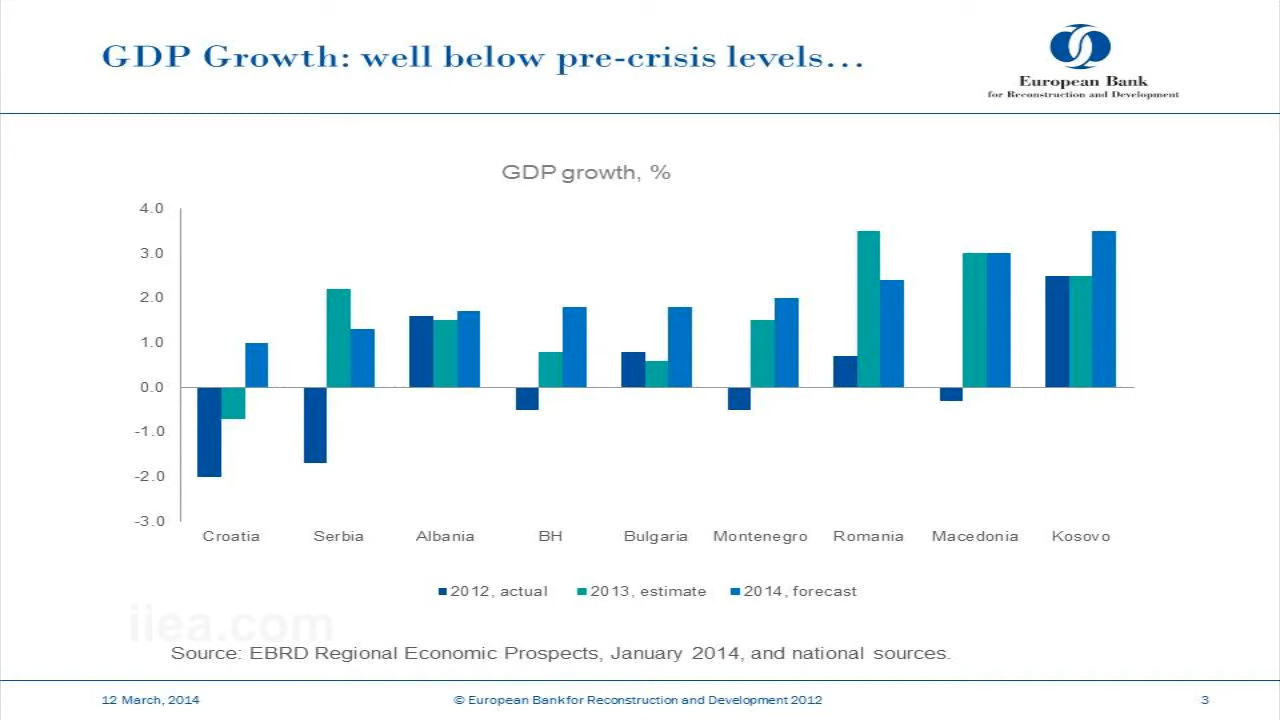 GDP Growth: well below pre-crisis levels...
European Bank
for Reconstruction and Development
GDP growth, %
4.0
3.0
2.0
1.0
0.0
-1.0
-2.0
-3.0
Croatia Serbia Albania BH Bulgaria Montenegro Romania Macedonia Kosovo
2012, actual 2013, estimate 2014, forecast
iiea.com
Source: EBRD Regional Economic Prospects, January 2014, and national sources.
12 March, 2014 © European Bank for Reconstruction and Development 2012 3